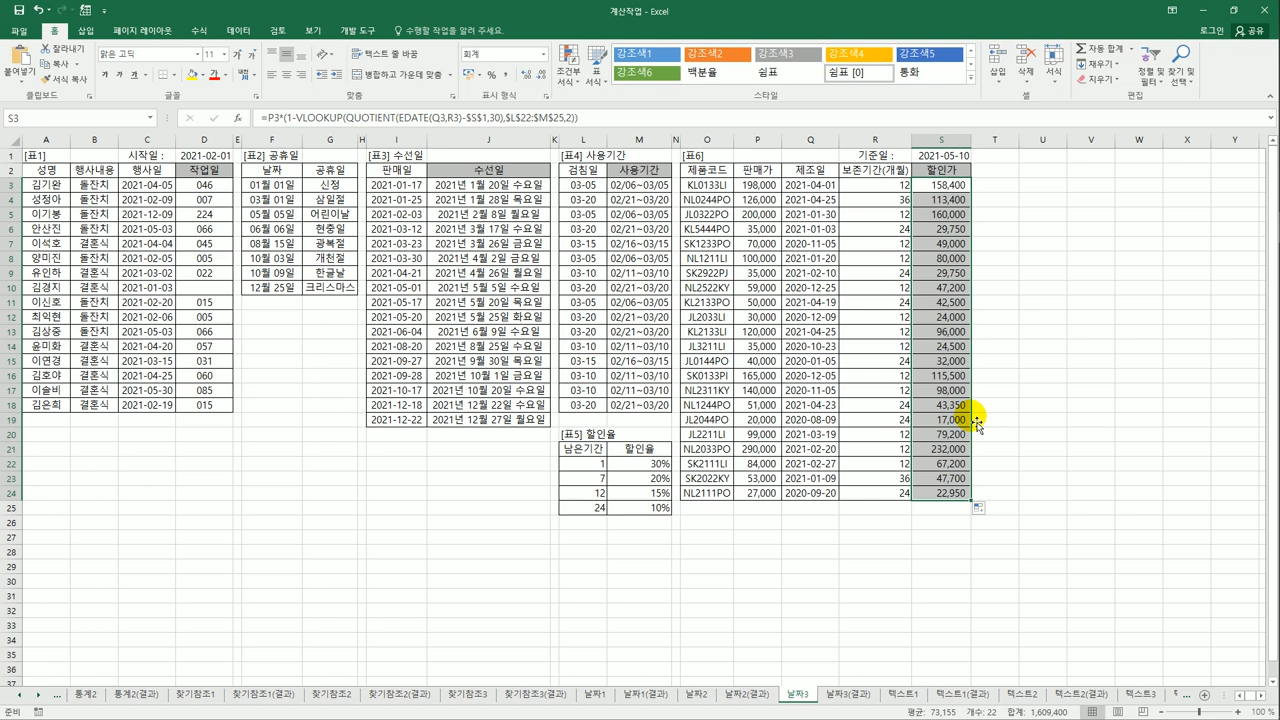 계산작업 - Excel
로그인 공유
파일 홈 삽입 페이지 레이아웃 수식 데이터 검토 보기 개발 도구 수행할 작업을 알려 주세요.
붙여넣기 잘라내기 복사 서식 복사 클립보드
맑은 고딕 11 가 가 가 글꼴
텍스트 줄 바꿈 병합하고 가운데 맞춤 맞춤
회계 표시 형식
조건부 서식 표 서식
강조색1 강조색2 강조색3 강조색4 강조색5
강조색6 백분율 쉼표 쉼표 [0] 통화
스타일
삽입 삭제 서식 셀
자동 합계 채우기 지우기 정렬 및 필터 찾기 및 선택 편집
S3 fx =P3*(1-VLOOKUP(QUOTIENT(EDATE(Q3,R3)-$S$1,30),$L$22:$M$25,2))
A B C D E F G H I J K L M N O P Q R S T U V W X Y
1 [표1] 시작일 : 2021-02-01 [표2] 공휴일 [표3] 수선일 [표4] 사용기간 [표6] 기준일 : 2021-05-10
2 성명 행사내용 행사일 작업일 날짜 공휴일 판매일 수선일 검침일 사용기간 제품코드 판매가 제조일 보존기간(개월) 할인가
3 김기완 돌잔치 2021-04-05 046 01월 01일 신정 2021-01-17 2021년 1월 20일 수요일 03-05 02/06~03/05 KL0133LI 198,000 2021-04-01 12 158,400
4 성정아 돌잔치 2021-02-09 007 03월 01일 삼일절 2021-01-25 2021년 1월 28일 목요일 03-20 02/21~03/20 NL0244PO 126,000 2021-04-25 36 113,400
5 이기봉 돌잔치 2021-12-09 224 05월 05일 어린이날 2021-02-03 2021년 2월 8일 월요일 03-05 02/06~03/05 JL0322PO 200,000 2021-01-30 12 160,000
6 안산진 돌잔치 2021-05-03 066 06월 06일 현충일 2021-03-12 2021년 3월 17일 수요일 03-20 02/21~03/20 KL5444PO 35,000 2021-01-03 24 29,750
7 이석호 결혼식 2021-04-04 045 08월 15일 광복절 2021-03-23 2021년 3월 26일 금요일 03-15 02/16~03/15 SK1233PO 70,000 2020-11-05 12 49,000
8 양미진 돌잔치 2021-02-05 005 10월 03일 개천절 2021-03-30 2021년 4월 2일 금요일 03-05 02/06~03/05 NL1211LI 100,000 2021-01-20 12 80,000
9 유인하 결혼식 2021-03-02 022 10월 09일 한글날 2021-04-21 2021년 4월 26일 월요일 03-10 02/11~03/10 SK2922PJ 35,000 2021-02-10 24 29,750
10 김경지 결혼식 2021-01-03 12월 25일 크리스마스 2021-05-01 2021년 5월 5일 수요일 03-10 02/11~03/10 NL2522KY 59,000 2020-12-25 12 47,200
11 이신호 돌잔치 2021-02-20 015 2021-05-17 2021년 5월 20일 목요일 03-05 02/06~03/05 KL2133PO 50,000 2021-04-19 24 42,500
12 최익현 돌잔치 2021-02-06 005 2021-05-20 2021년 5월 25일 화요일 03-20 02/21~03/20 JL2033LI 30,000 2020-12-09 12 24,000
13 김상중 돌잔치 2021-05-03 066 2021-06-04 2021년 6월 9일 수요일 03-20 02/21~03/20 KL2133LI 120,000 2021-04-25 12 96,000
14 윤미화 돌잔치 2021-04-20 057 2021-08-20 2021년 8월 25일 수요일 03-10 02/11~03/10 JL3211LI 35,000 2020-10-23 12 24,500
15 이연경 결혼식 2021-03-15 031 2021-09-27 2021년 9월 30일 목요일 03-15 02/16~03/15 JL0144PO 40,000 2020-01-05 24 32,000
16 김호야 결혼식 2021-04-25 060 2021-09-28 2021년 10월 1일 금요일 03-10 02/11~03/10 SK0133PI 165,000 2020-12-05 12 115,500
17 이솔비 결혼식 2021-05-30 085 2021-10-17 2021년 10월 20일 수요일 03-10 02/11~03/10 NL2311KY 140,000 2020-11-05 12 98,000
18 김은희 결혼식 2021-02-19 015 2021-12-18 2021년 12월 22일 수요일 03-20 02/21~03/20 NL1244PO 51,000 2021-04-23 24 43,350
19 2021-12-22 2021년 12월 27일 월요일 JL2044PO 20,000 2020-08-09 24 17,000
20 [표5] 할인율 JL2211LI 99,000 2021-03-19 12 79,200
21 남은기간 할인율 NL2033PO 290,000 2021-02-20 12 232,000
22 1 30% SK2111LI 84,000 2021-02-27 12 67,200
23 7 20% SK2022KY 53,000 2021-01-09 36 47,700
24 12 15% NL2111PO 27,000 2020-09-20 24 22,950
25 24 10%
26
27
28
29
30
31
32
33
34
35
36
37
... 통계2 통계2(결과) 찾기참조1 찾기참조1(결과) 찾기참조2 찾기참조2(결과) 찾기참조3 찾기참조3(결과) 날짜1 날짜1(결과) 날짜2 날짜2(결과) 날짜3 날짜3(결과) 텍스트1 텍스트1(결과) 텍스트2 텍스트2(결과) 텍스트3 ...
준비 평균: 73,155 개수: 22 합계: 1,609,400 100 %